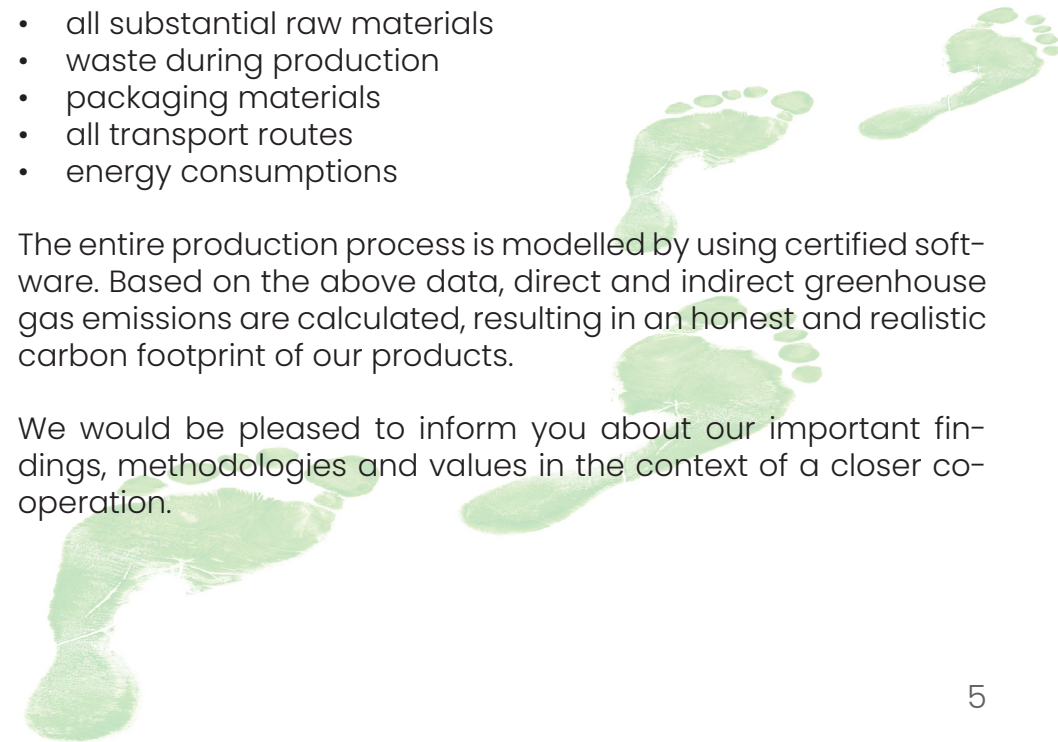 • all substantial raw materials
• waste during production
• packaging materials
• all transport routes
• energy consumptions
The entire production process is modelled by using certified soft-
ware. Based on the above data, direct and indirect greenhouse
gas emissions are calculated, resulting in an honest and realistic
carbon footprint of our products.
We would be pleased to inform you about our important fin-
dings, methodologies and values in the context of a closer co-
operation.
5